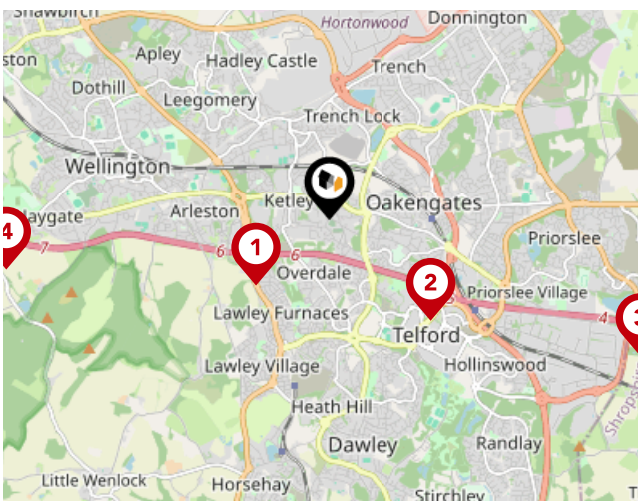 Shawbirch
Hortonwood
Donnington
Apley
Hadley Castle
Trench
Dothill
Leegomery
Trench Lock
Wellington
Ketley
Oakengates
Arleston
aygate
4
7
6
1
6
Priorslee
Overdale
2
Priorslee Village
Lawley Furnaces
4
3
Telford
Lawley Village
Hollinswood
Heath Hill
Shrops
Dawley
Randlay
Little Wenlock
Horsehay
Stirchley